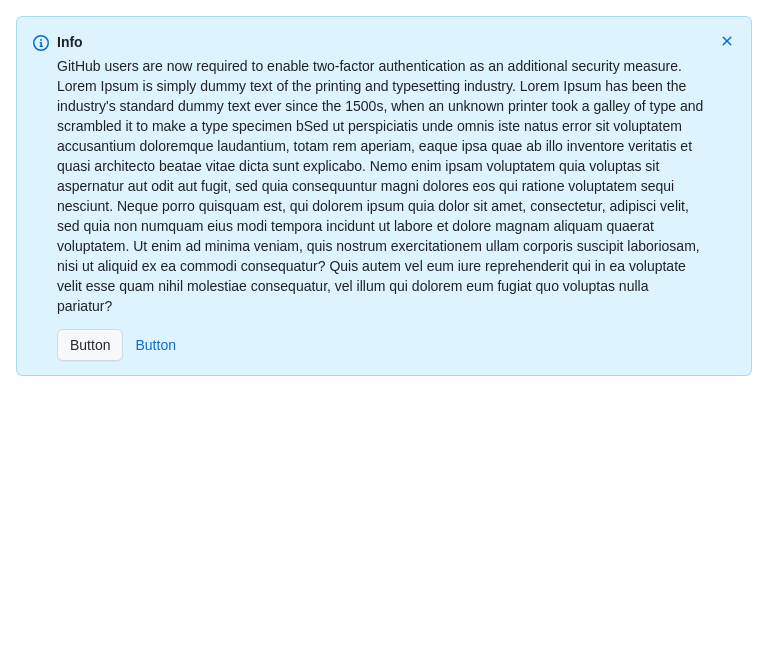 Info
GitHub users are now required to enable two-factor authentication as an additional security measure.
Lorem Ipsum is simply dummy text of the printing and typesetting industry. Lorem Ipsum has been the
industry's standard dummy text ever since the 1500s, when an unknown printer took a galley of type and
scrambled it to make a type specimen bSed ut perspiciatis unde omnis iste natus error sit voluptatem
accusantium doloremque laudantium, totam rem aperiam, eaque ipsa quae ab illo inventore veritatis et
quasi architecto beatae vitae dicta sunt explicabo. Nemo enim ipsam voluptatem quia voluptas sit
aspernatur aut odit aut fugit, sed quia consequuntur magni dolores eos qui ratione voluptatem sequi
nesciunt. Neque porro quisquam est, qui dolorem ipsum quia dolor sit amet, consectetur, adipisci velit,
sed quia non numquam eius modi tempora incidunt ut labore et dolore magnam aliquam quaerat
voluptatem. Ut enim ad minima veniam, quis nostrum exercitationem ullam corporis suscipit laboriosam,
nisi ut aliquid ex ea commodi consequatur? Quis autem vel eum iure reprehenderit qui in ea voluptate
velit esse quam nihil molestiae consequatur, vel illum qui dolorem eum fugiat quo voluptas nulla
pariatur?
Button Button